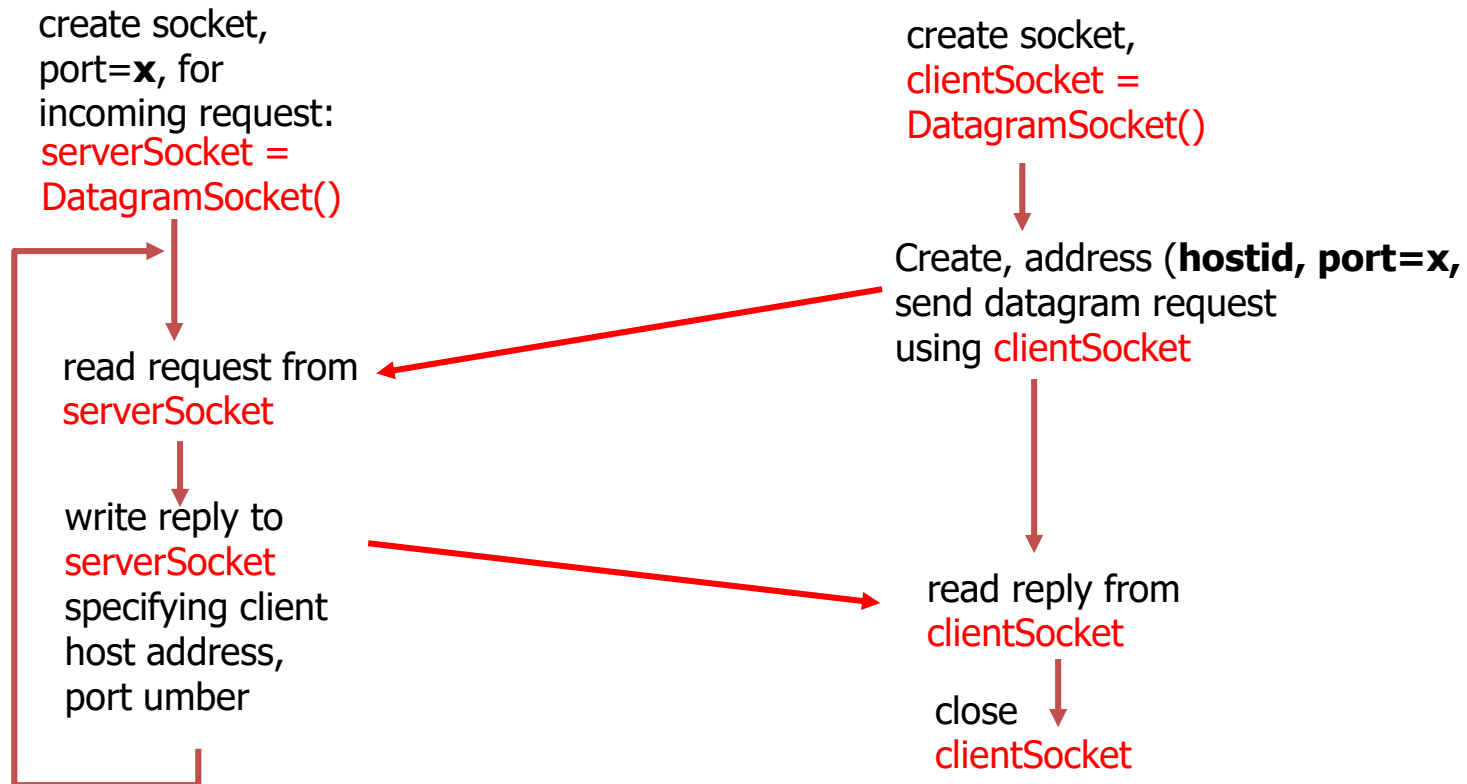 create socket,
port=x, for
incoming request:
serverSocket =
DatagramSocket()
read request from
serverSocket
write reply to
serverSocket
specifying client
host address,
port umber
create socket,
clientSocket =
DatagramSocket()
Create, address (hostid, port=x,
send datagram request
using clientSocket
read reply from
clientSocket
close
clientSocket